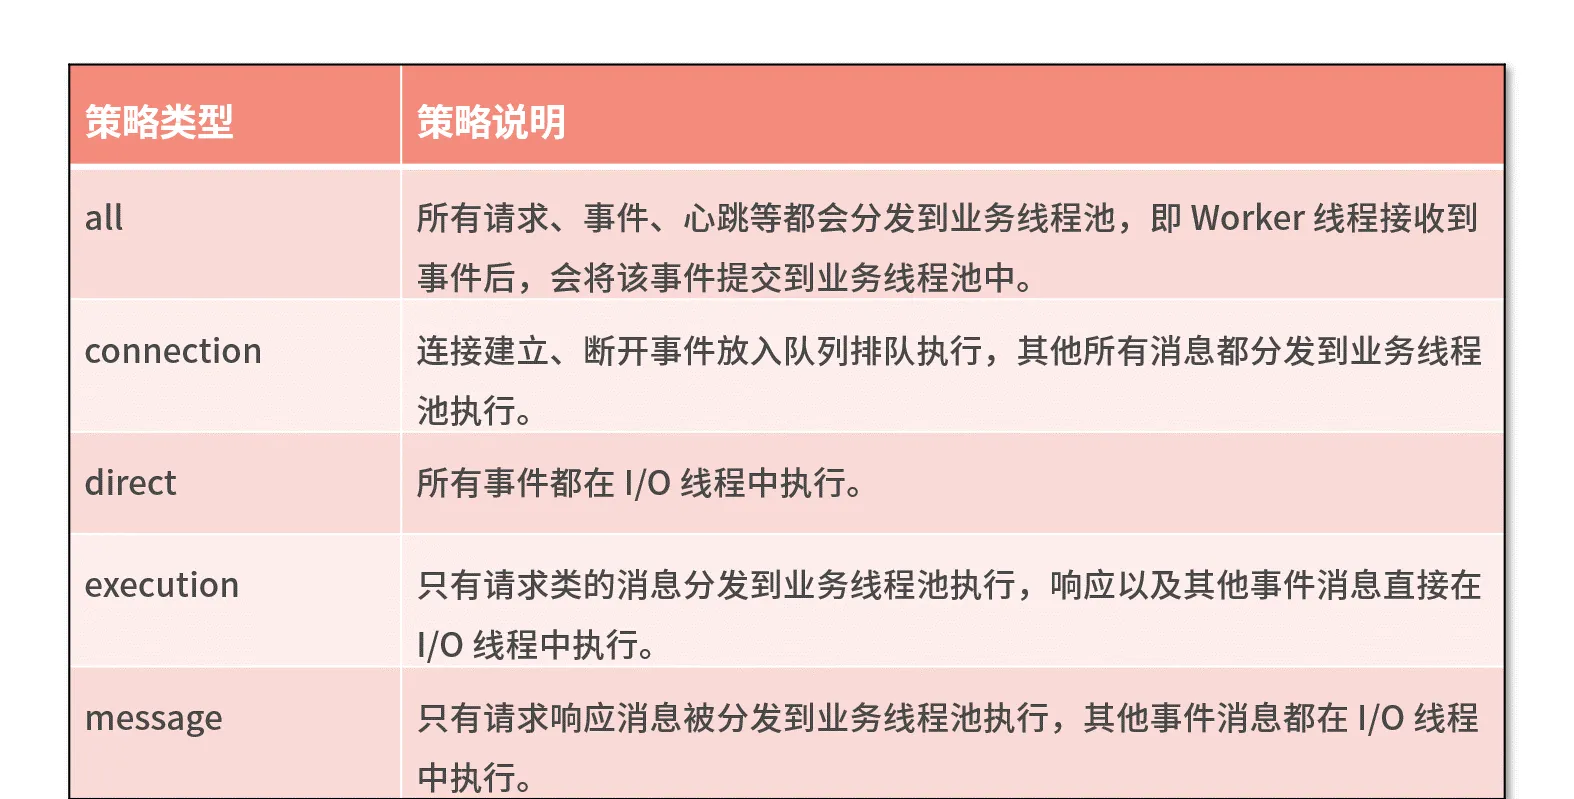 策略类型
策略说明
all
所有请求、事件、心跳等都会分发到业务线程池，即 Worker 线程接收到
事件后，会将该事件提交到业务线程池中。
connection
连接建立、断开事件放入队列排队执行，其他所有消息都分发到业务线程
池执行。
direct
所有事件都在 I/O 线程中执行。
execution
只有请求类的消息分发到业务线程池执行，响应以及其他事件消息直接在
I/O 线程中执行。
message
只有请求响应消息被分发到业务线程池执行，其他事件消息都在 I/O 线程
中执行。